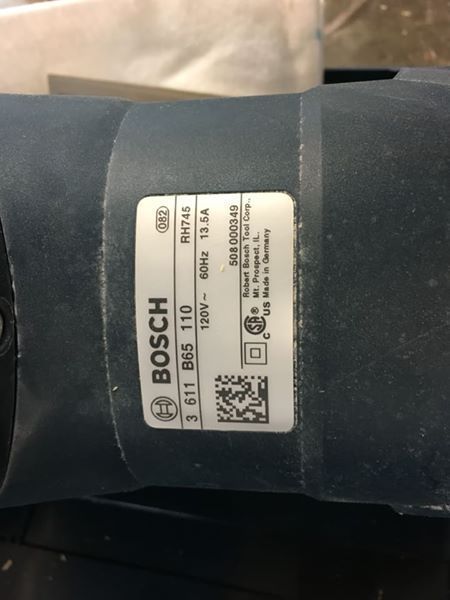 BOSCH 082
3 611 B65 110 RH745
120V~ 60Hz 13.5A
508000349
Robert Bosch Tool Corp.,
Mt. Prospect, IL.
Made in Germany
C US